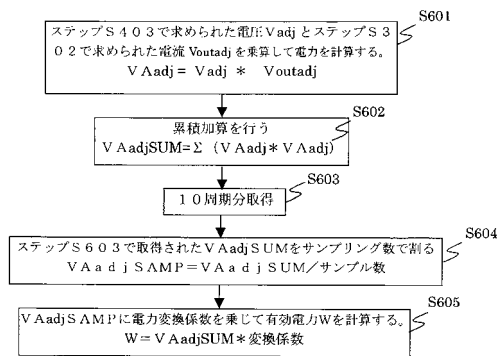 S601
ステップS403で求められた電圧VadjとステップS3
02で求められた電流Voutadjを乗算して電力を計算する。
VAadj= Vadj * Voutadj
S602
累積加算を行う
VAadjSUM=Σ (VAadj*VAadj)
S603
10周期分取得
S604
ステップS603で取得されたVAadjSUMをサンプリング数で割る
VAadjSAMP=VAadjSUM/サンプル数
S605
VAadjSAMPに電力変換係数を乗じて有効電力Wを計算する。
W=VAadjSUM*変換係数